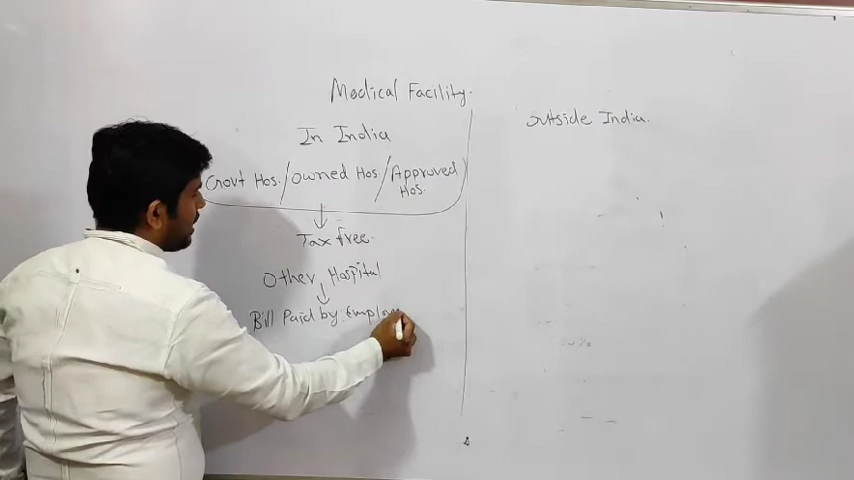 Medical Facility.
In India
Outside India.
Govt Hos./Owned Hos./Approved Hos.
Tax free.
Other Hospital
Bill Paid by